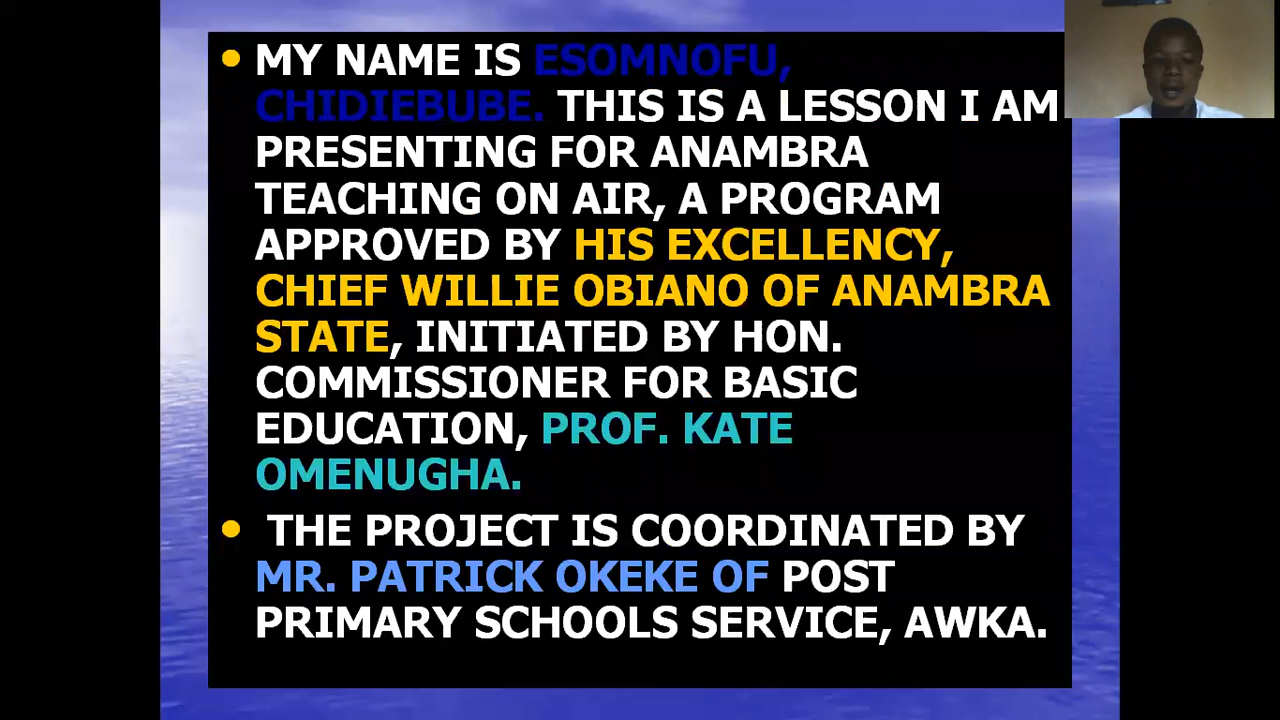 MY NAME IS ESOMNOFU,
CHIDIEBUBE. THIS IS A LESSON I AM
PRESENTING FOR ANAMBRA
TEACHING ON AIR, A PROGRAM
APPROVED BY HIS EXCELLENCY,
CHIEF WILLIE OBIANO OF ANAMBRA
STATE, INITIATED BY HON.
COMMISSIONER FOR BASIC
EDUCATION, PROF. KATE
OMENUGHA.
THE PROJECT IS COORDINATED BY
MR. PATRICK OKEKE OF POST
PRIMARY SCHOOLS SERVICE, AWKA.